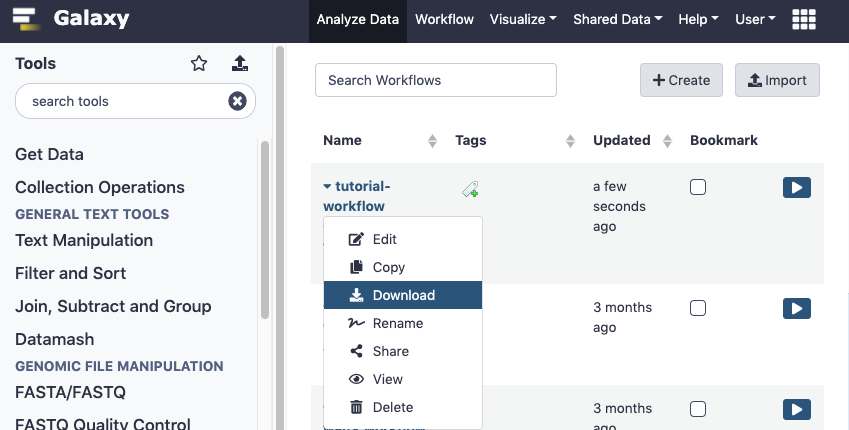 Galaxy
Analyze Data Workflow Visualize Shared Data Help User
Tools
search tools
Get Data
Collection Operations
GENERAL TEXT TOOLS
Text Manipulation
Filter and Sort
Join, Subtract and Group
Datamash
GENOMIC FILE MANIPULATION
FASTA/FASTQ
FASTQ Quality Control
Search Workflows
Create
Import
Name Tags Updated Bookmark
tutorial-
workflow
a few
seconds
ago
Edit
Copy
Download
Rename
Share
View
Delete
3 months
ago
3 months
ago